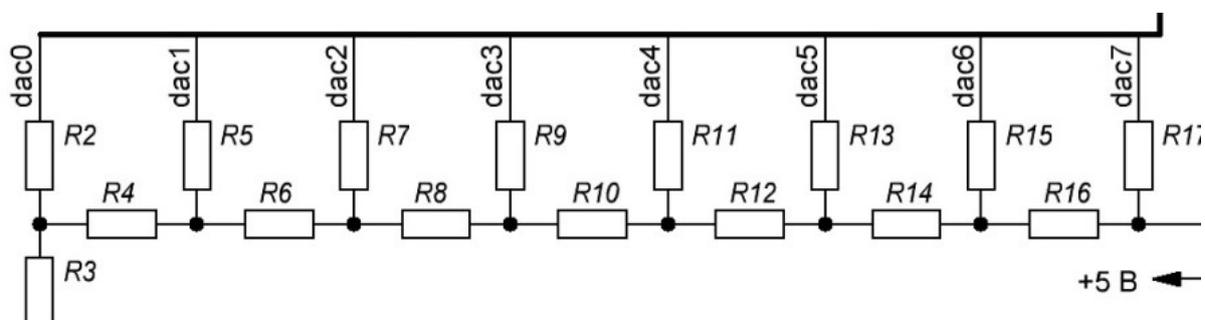 dac0 dac1 dac2 dac3 dac4 dac5 dac6 dac7
R2 R5 R7 R9 R11 R13 R15 R17
R4 R6 R8 R10 R12 R14 R16
R3
+5 В